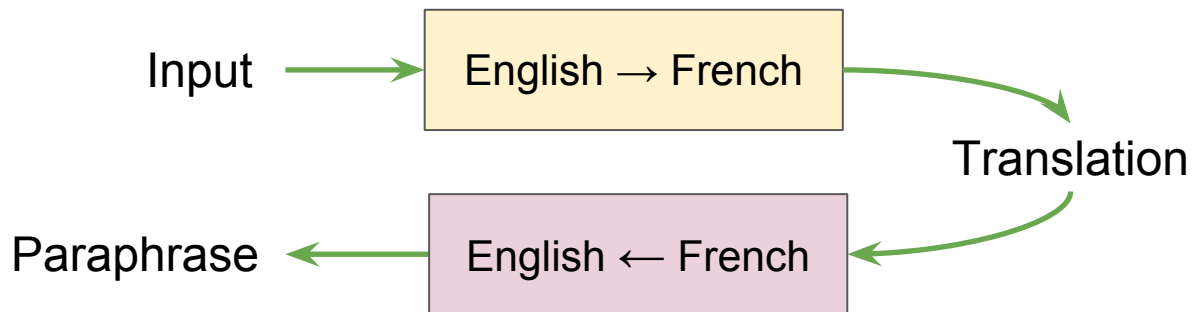 Input
English → French
Translation
English ← French
Paraphrase